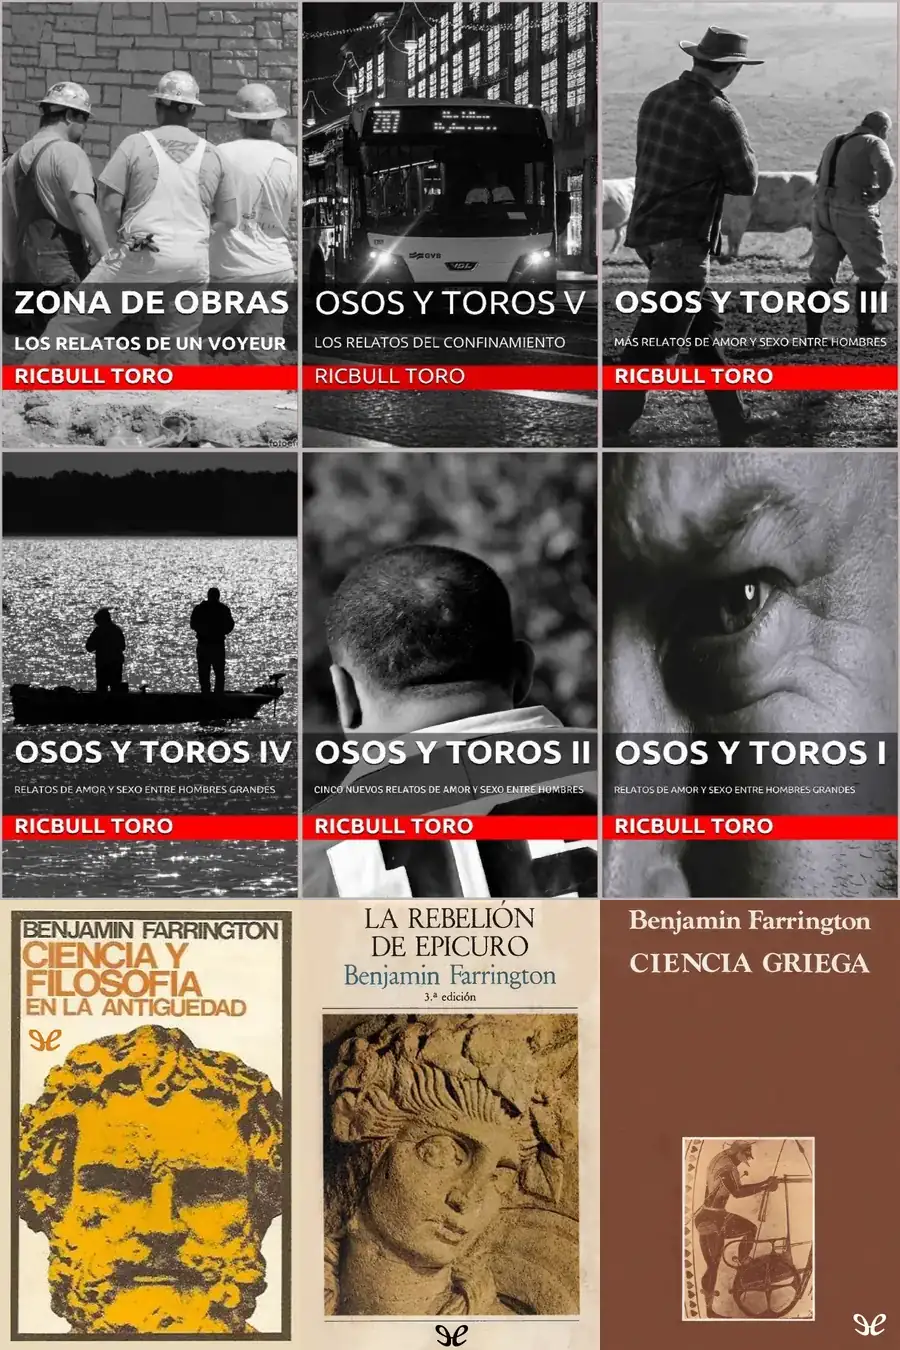 ZONA DE OBRAS
LOS RELATOS DE UN VOYEUR
RICBULL TORO
OSOS Y TOROS V
LOS RELATOS DEL CONFINAMIENTO
RICBULL TORO
OSOS Y TOROS III
MÁS RELATOS DE AMOR Y SEXO ENTRE HOMBRES
RICBULL TORO
OSOS Y TOROS IV
RELATOS DE AMOR Y SEXO ENTRE HOMBRES GRANDES
RICBULL TORO
OSOS Y TOROS II
CINCO NUEVOS RELATOS DE AMOR Y SEXO ENTRE HOMBRES
RICBULL TORO
OSOS Y TOROS I
RELATOS DE AMOR Y SEXO ENTRE HOMBRES GRANDES
RICBULL TORO
BENJAMIN FARRINGTON
CIENCIA Y
FILOSOFIA
EN LA ANTIGUEDAD
LA REBELIÓN
DE EPICURO
Benjamin Farrington
3.ª edición
Benjamin Farrington
CIENCIA GRIEGA